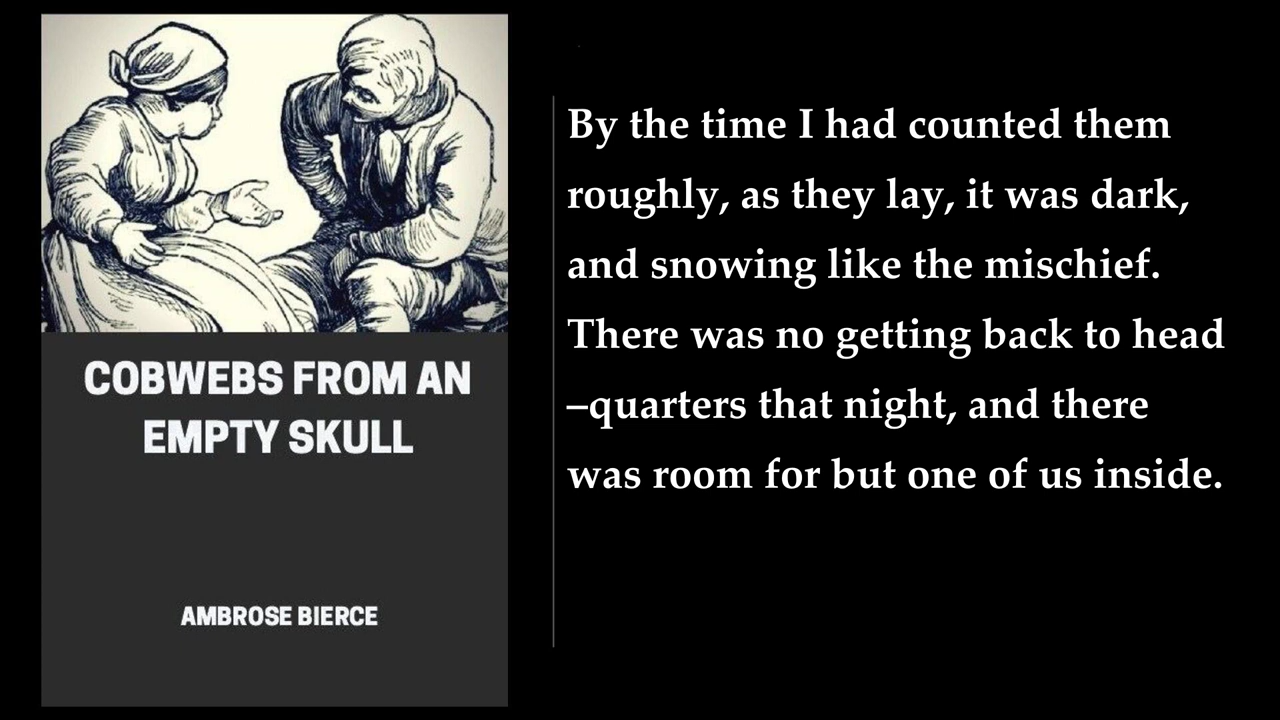 COBWEBS FROM AN
EMPTY SKULL
AMBROSE BIERCE
By the time I had counted them
roughly, as they lay, it was dark,
and snowing like the mischief.
There was no getting back to head
–quarters that night, and there
was room for but one of us inside.